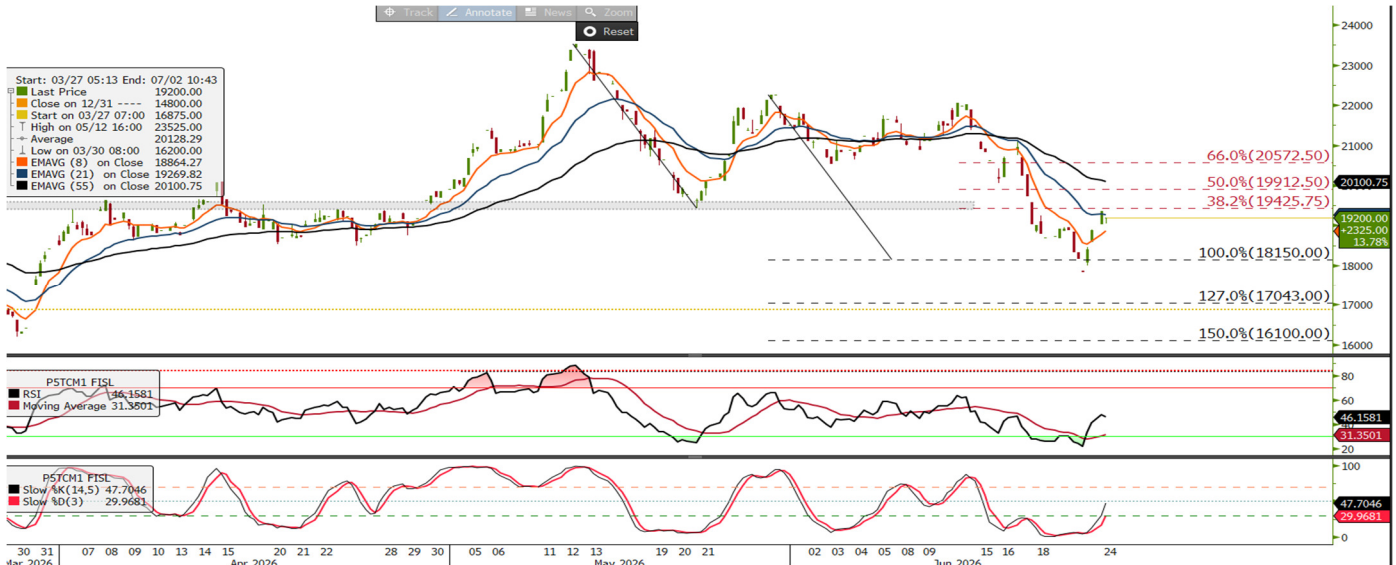 Track Annotate News Zoom
Reset
24000
23000
22000
21000
20000
18000
17000
16000
Start: 03/27 05:13 End: 07/02 10:43
Last Price 19200.00
Close on 12/31 ---- 14800.00
Start on 03/27 07:00 16875.00
High on 05/12 16:00 23525.00
Average 20128.29
Low on 03/30 08:00 16200.00
EMAVG (8) on Close 18864.27
EMAVG (21) on Close 19269.82
EMAVG (55) on Close 20100.75
66.0%(20572.50)
50.0%(19912.50)
38.2%(19425.75)
100.0%(18150.00)
127.0%(17043.00)
150.0%(16100.00)
20100.75
19200.00
+2325.00
13.78%
P5TCM1 FISL
RSI 46.1581
Moving Average 31.3501
80
60
40
20
46.1581
31.3501
P5TCM1 FISL
Slow %K(14,5) 47.7046
Slow %D(3) 29.9681
100
0
47.7046
29.9681
30 31 07 08 09 10 13 14 15 20 21 22 28 29 30 05 06 11 12 13 19 20 21 02 03 04 05 08 09 15 16 18 24
Mar 2026 Apr 2026 May 2026 Jun 2026